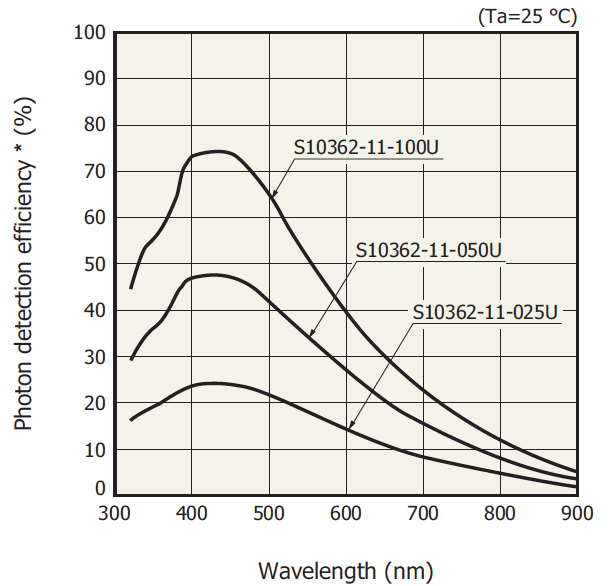 (Ta=25 °C)
100
90
80
70
60
50
40
30
20
10
0
Photon detection efficiency * (%)
S10362-11-100U
S10362-11-050U
S10362-11-025U
300 400 500 600 700 800 900
Wavelength (nm)